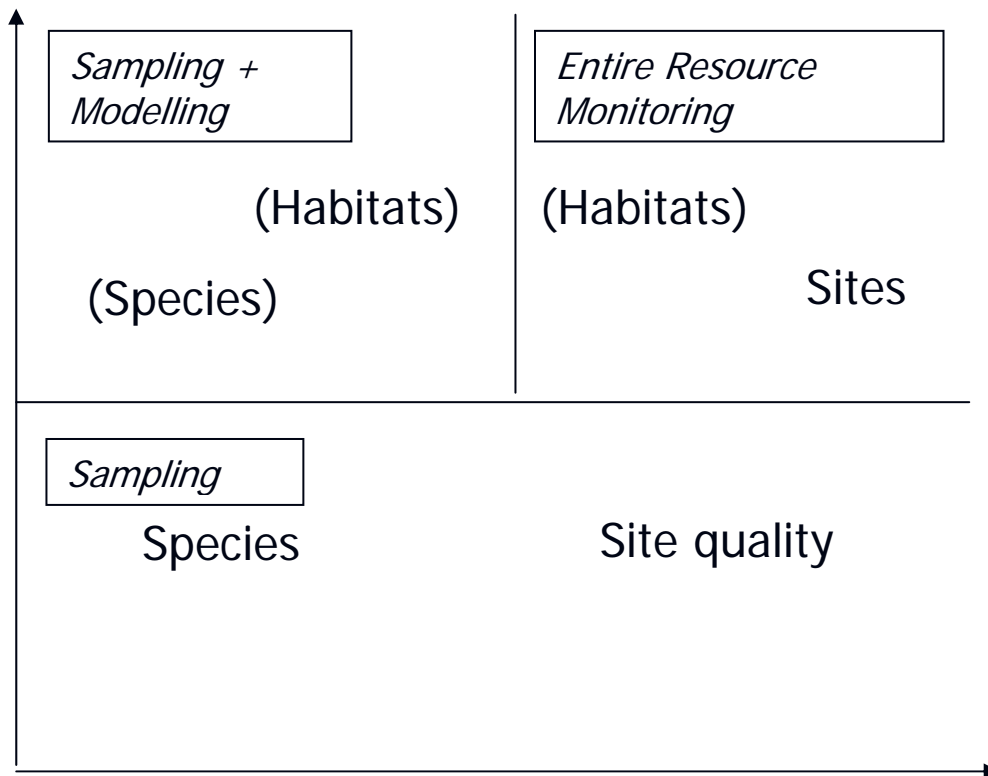 Sampling +
Modelling
Entire Resource
Monitoring
(Habitats)
(Habitats)
(Species)
Sites
Sampling
Species
Site quality